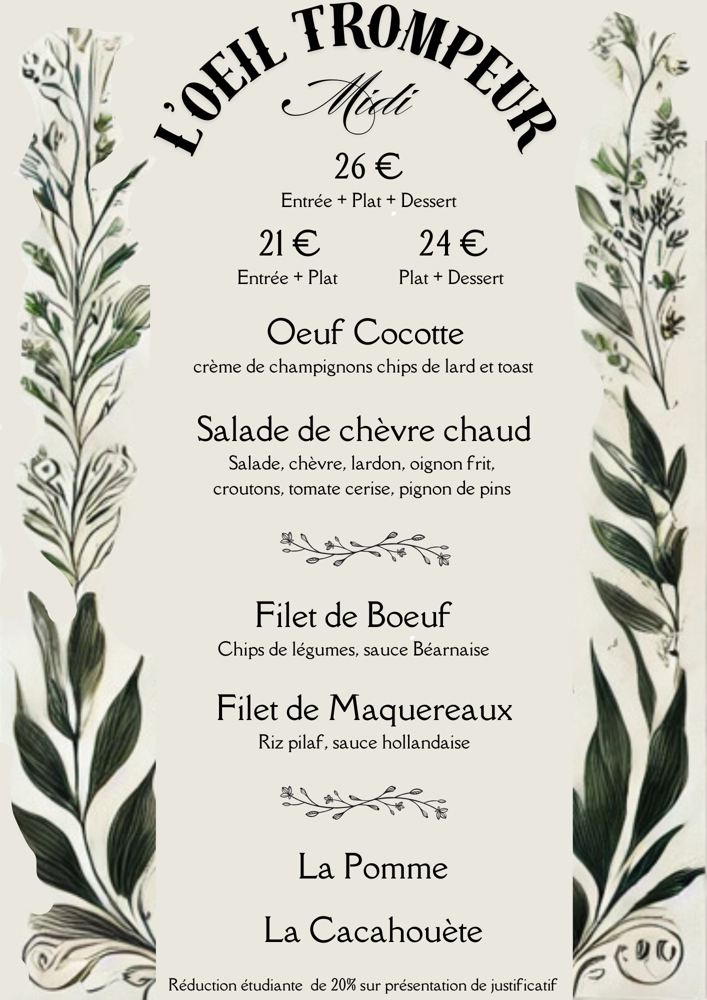 L'OEIL TROMPEUR
Midi
26 €
Entrée + Plat + Dessert
21 €
Entrée + Plat
24 €
Plat + Dessert
Oeuf Cocotte
crème de champignons chips de lard et toast
Salade de chèvre chaud
Salade, chèvre, lardon, oignon frit,
croutons, tomate cerise, pignon de pins
Filet de Boeuf
Chips de légumes, sauce Béarnaise
Filet de Maquereaux
Riz pilaf, sauce hollandaise
La Pomme
La Cacahouète
Réduction étudiante de 20% sur présentation de justificatif